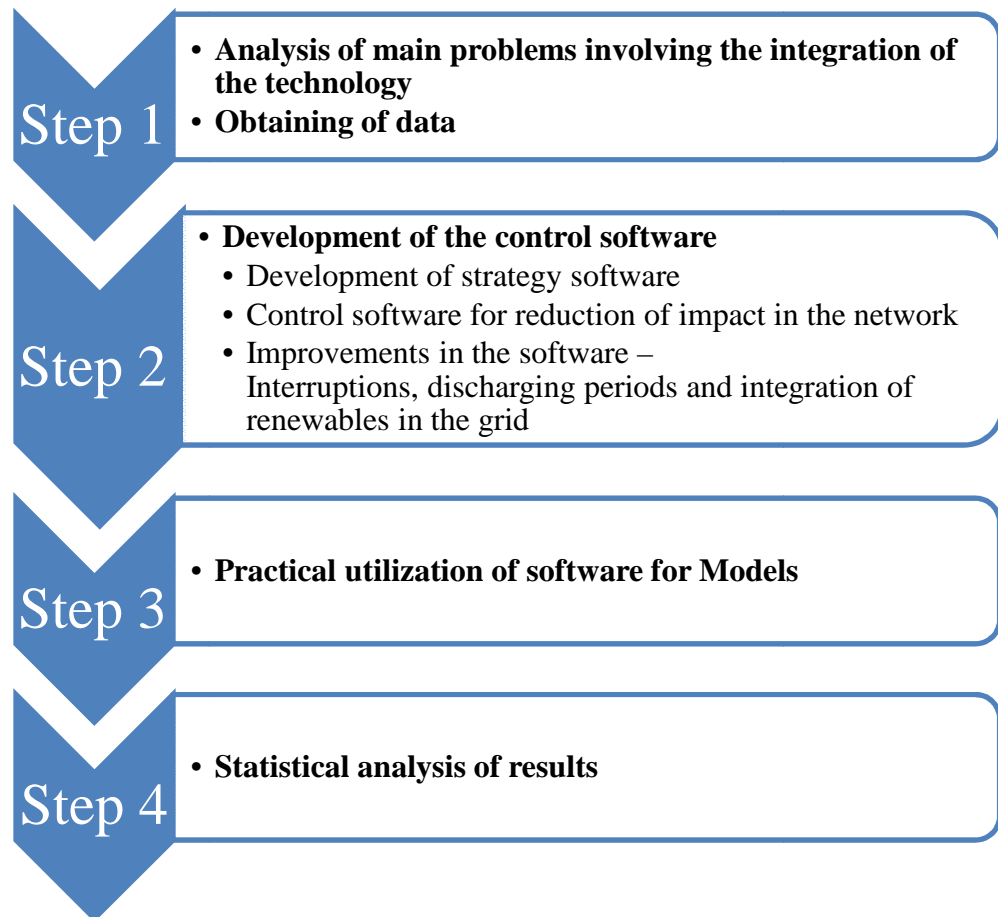 Step 1
• Analysis of main problems involving the integration of
the technology
• Obtaining of data
Step 2
• Development of the control software
• Development of strategy software
• Control software for reduction of impact in the network
• Improvements in the software –
Interruptions, discharging periods and integration of
renewables in the grid
Step 3
• Practical utilization of software for Models
Step 4
• Statistical analysis of results